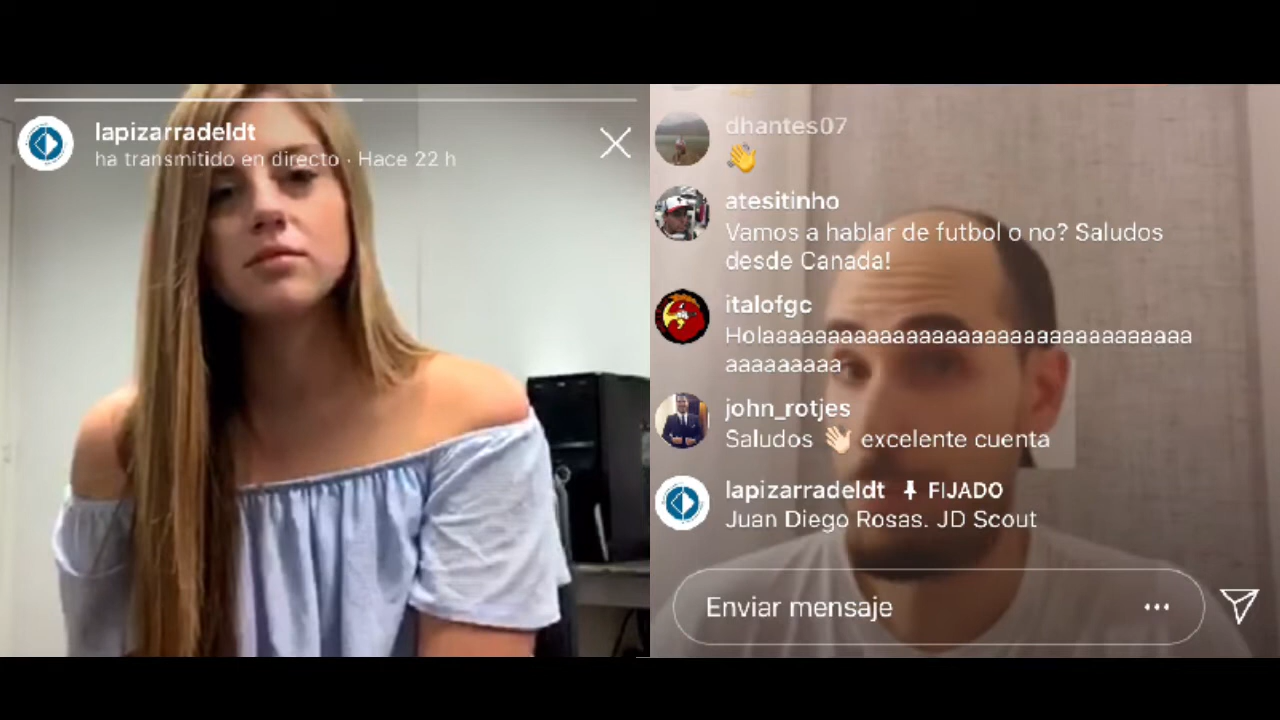 lapizarradeldt
ha transmitido en directo · Hace 22 h
dhantes07
👋
atesitinho
Vamos a hablar de futbol o no? Saludos
desde Canada!
italofgc
Holaaaaaaaaaaaaaaaaaaaaaaaaaaaaaaaaa
aaaaaaaaa
john_rotjes
Saludos 👋🏻 excelente cuenta
lapizarradeldt 📌 FIJADO
Juan Diego Rosas. JD Scout
Enviar mensaje